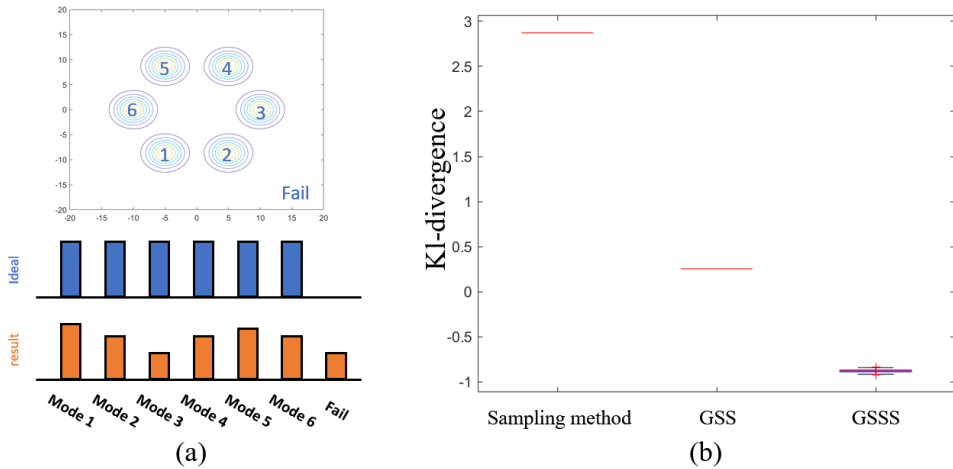 20
15
10
5
0
-5
-10
-15
-20
-20 -15 -10 -5 0 5 10 15 20
5 4
6 3
1 2
Fail
Ideal
result
Mode 1 Mode 2 Mode 3 Mode 4 Mode 5 Mode 6 Fail
(a)
Kl-divergence
3
2.5
2
1.5
1
0.5
0
-0.5
-1
Sampling method GSS GSSS
(b)